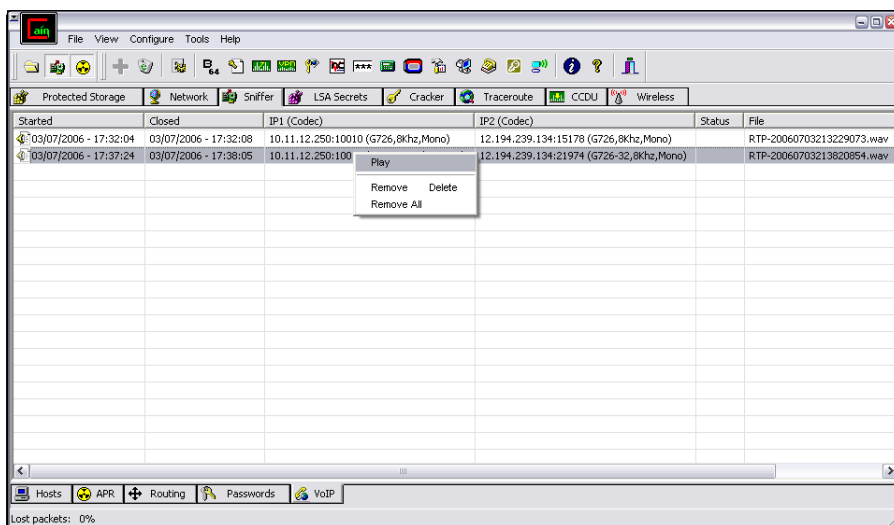 Cain
File View Configure Tools Help
B64
***
Protected Storage Network Sniffer LSA Secrets Cracker Traceroute CCDU Wireless
Started Closed IP1 (Codec) IP2 (Codec) Status File
03/07/2006 - 17:32:04 03/07/2006 - 17:32:08 10.11.12.250:10010 (G726,8Khz,Mono) 12.194.239.134:15178 (G726,8Khz,Mono) RTP-20060703213229073.wav
03/07/2006 - 17:37:24 03/07/2006 - 17:38:05 10.11.12.250:100 12.194.239.134:21974 (G726-32,8Khz,Mono) RTP-20060703213820854.wav
Play
Remove Delete
Remove All
Hosts APR Routing Passwords VoIP
Lost packets: 0%